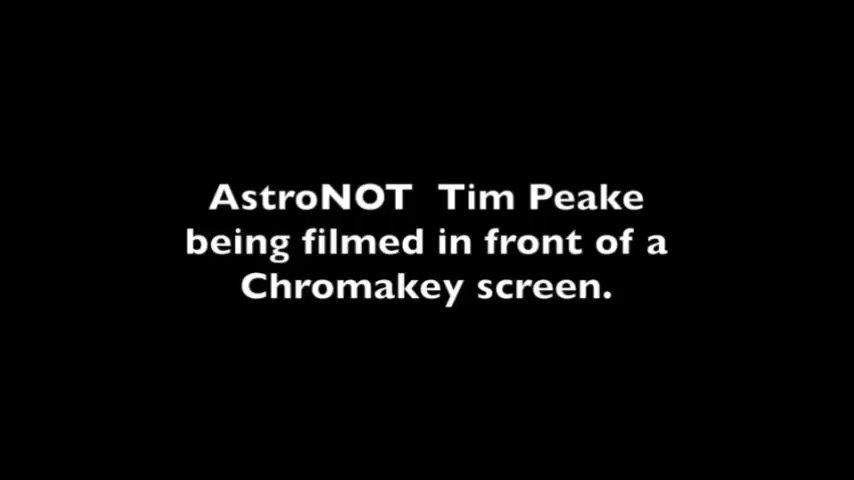 AstroNOT Tim Peake
being filmed in front of a
Chromakey screen.